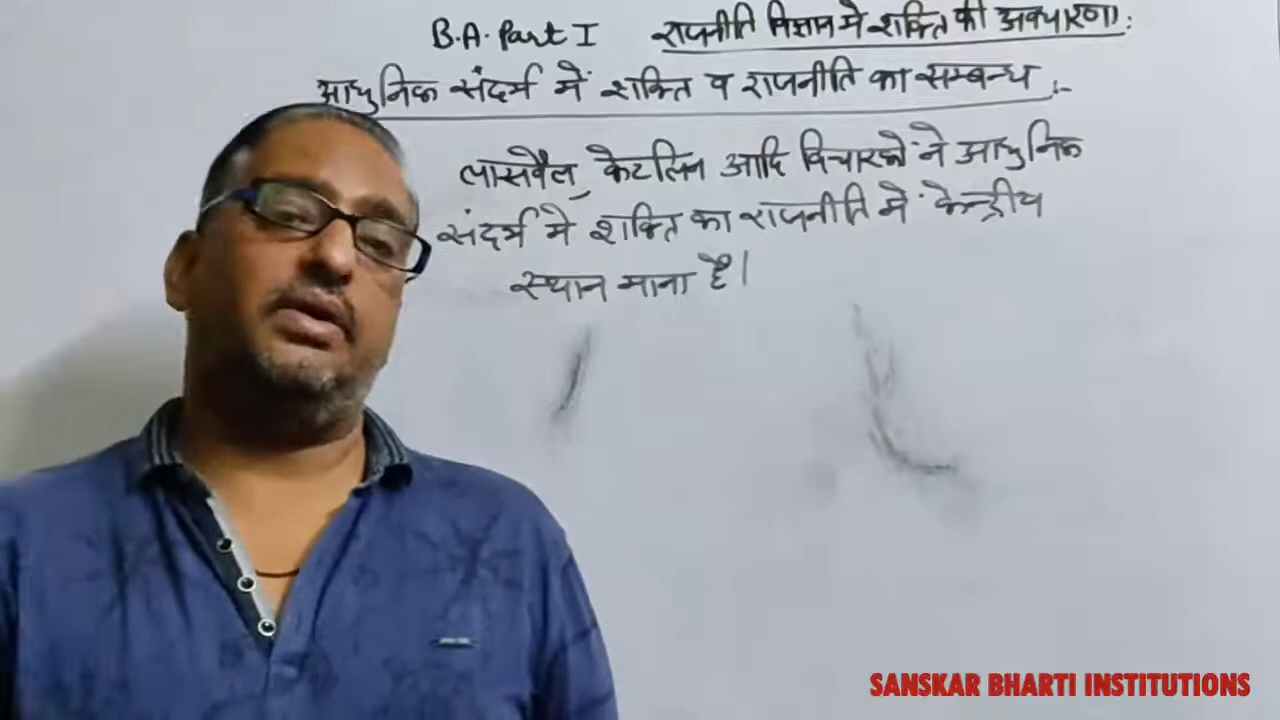 B.A. Part I राजनीति विज्ञान मे शक्ति की अवधारणा :
आधुनिक संदर्भ में शक्ति व राजनीति का सम्बन्ध :-
लासवैल, केटलिन आदि विचारको ने आधुनिक
संदर्भ मे शक्ति का राजनीति मे केन्द्रीय
स्थान माना है।
SANSKAR BHARTI INSTITUTIONS